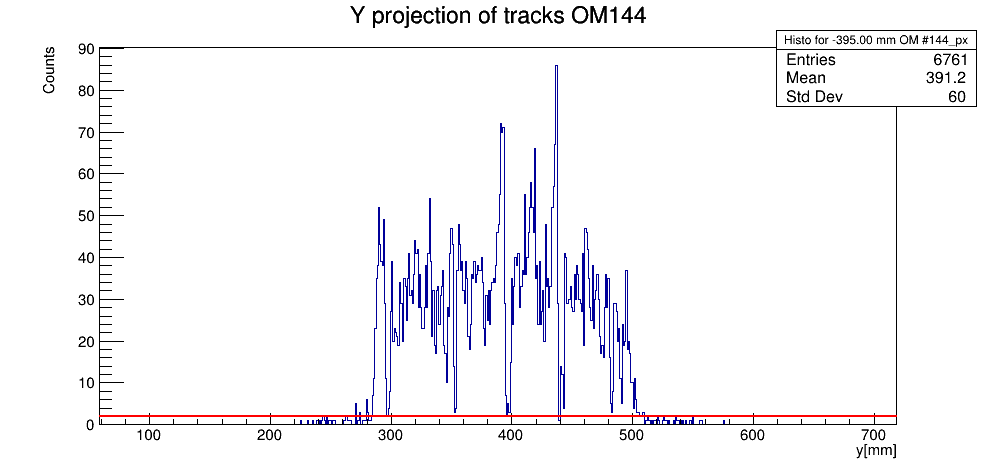 Y projection of tracks OM144
Histo for -395.00 mm OM #144_px
Entries 6761
Mean 391.2
Std Dev 60
Counts
90
80
70
60
50
40
30
20
10
0
100 200 300 400 500 600 700
y[mm]